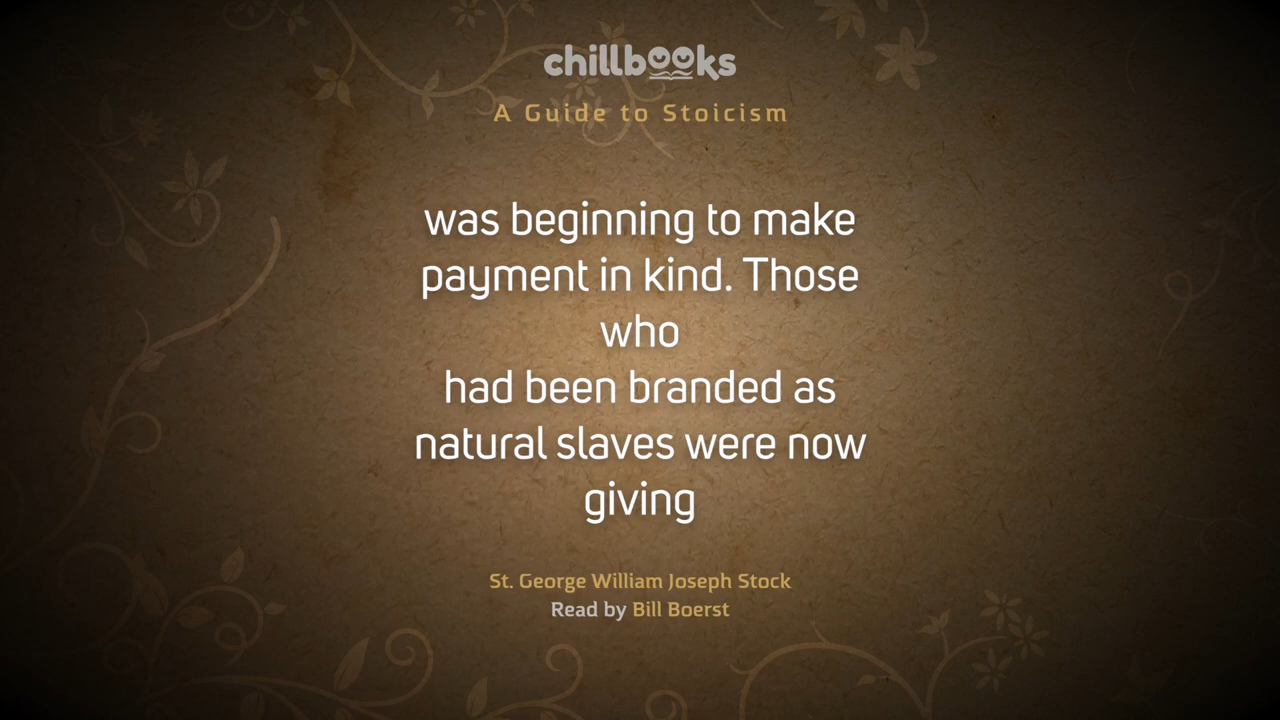 chillbooks
A Guide to Stoicism
was beginning to make
payment in kind. Those
who
had been branded as
natural slaves were now
giving
St. George William Joseph Stock
Read by Bill Boerst